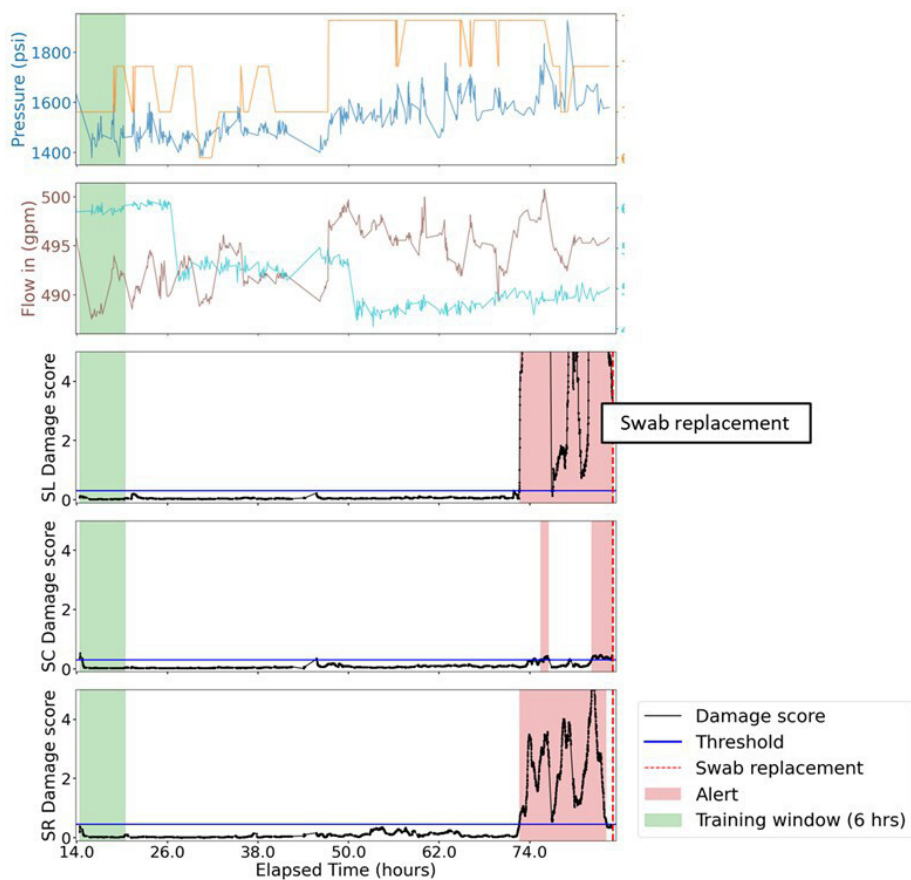 Pressure (psi)
1800
1600
1400
Flow in (gpm)
500
495
490
SL Damage score
4
2
0
Swab replacement
SC Damage score
4
2
0
SR Damage score
4
2
0
14.0 26.0 38.0 50.0 62.0 74.0
Elapsed Time (hours)
Damage score
Threshold
Swab replacement
Alert
Training window (6 hrs)